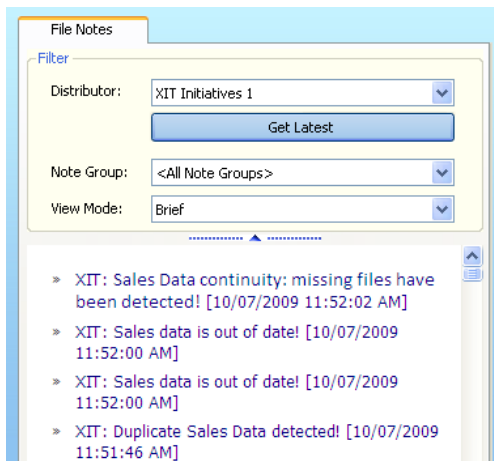 File Notes
Filter
Distributor: XIT Initiatives 1
Get Latest
Note Group: <All Note Groups>
View Mode: Brief
» XIT: Sales Data continuity: missing files have
been detected! [10/07/2009 11:52:02 AM]
» XIT: Sales data is out of date! [10/07/2009
11:52:00 AM]
» XIT: Sales data is out of date! [10/07/2009
11:52:00 AM]
» XIT: Duplicate Sales Data detected! [10/07/2009
11:51:46 AM]